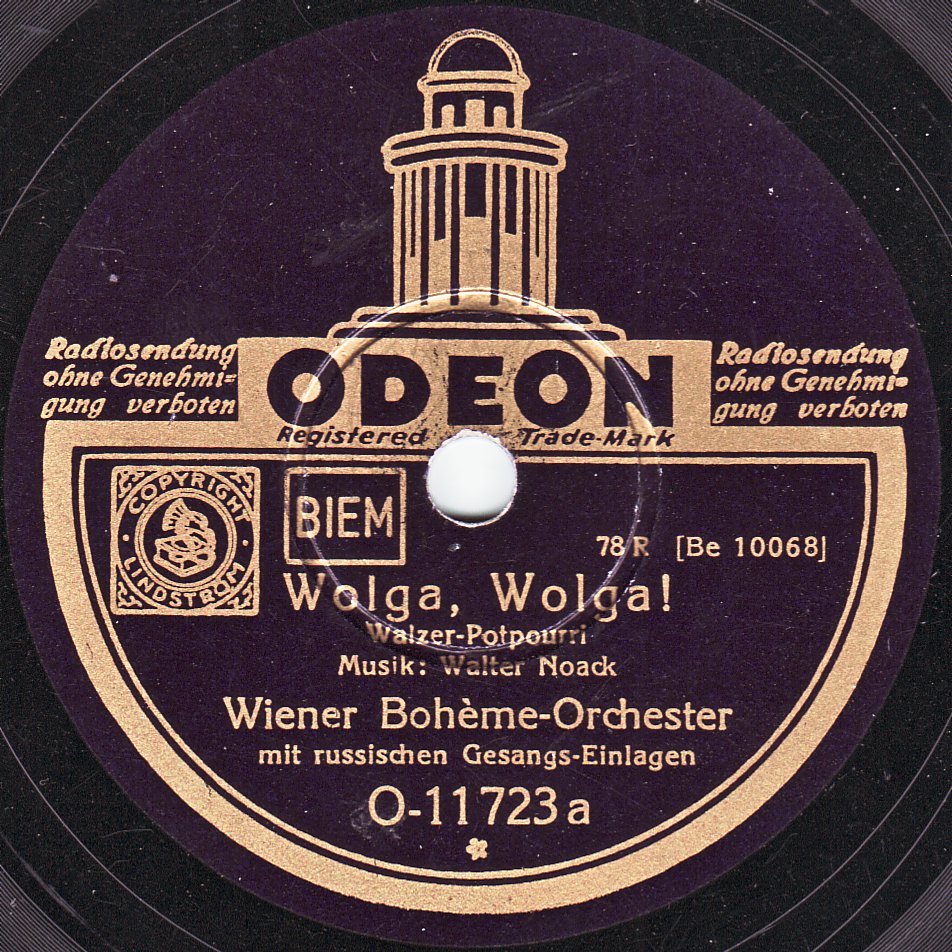 Radiosendung
ohne Genehmi=
gung verboten
ODEON
Registered Trade-Mark
Radiosendung
ohne Genehmi=
gung verboten
COPYRIGHT
LINDSTRÖM
BIEM
78 R [Be 10068]
Wolga, Wolga!
Walzer-Potpourri
Musik: Walter Noack
Wiener Bohème-Orchester
mit russischen Gesangs-Einlagen
O-11723a